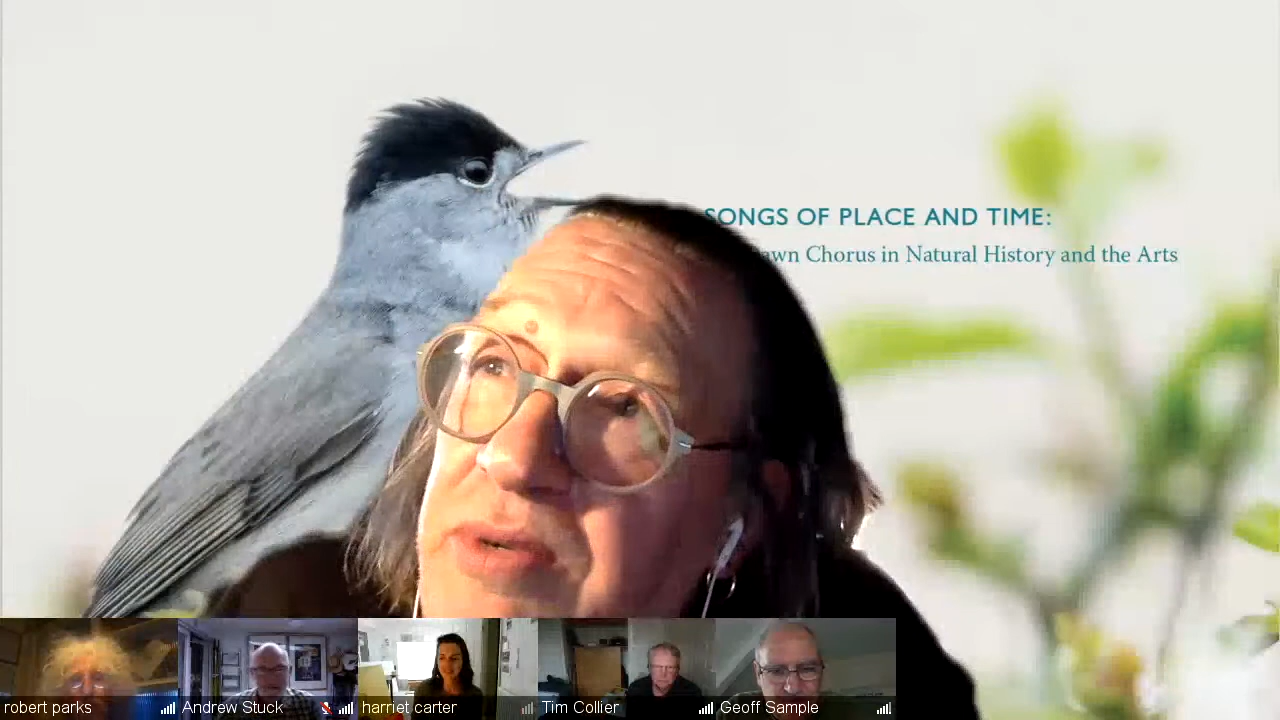 SONGS OF PLACE AND TIME:
awn Chorus in Natural History and the Arts
robert parks
Andrew Stuck
harriet carter
Tim Collier
Geoff Sample